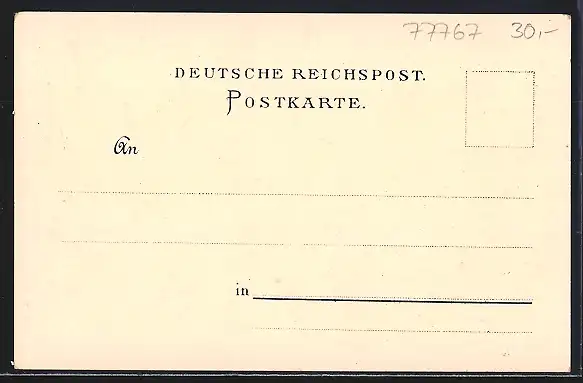 77767 30,-
DEUTSCHE REICHSPOST.
POSTKARTE.
An
in